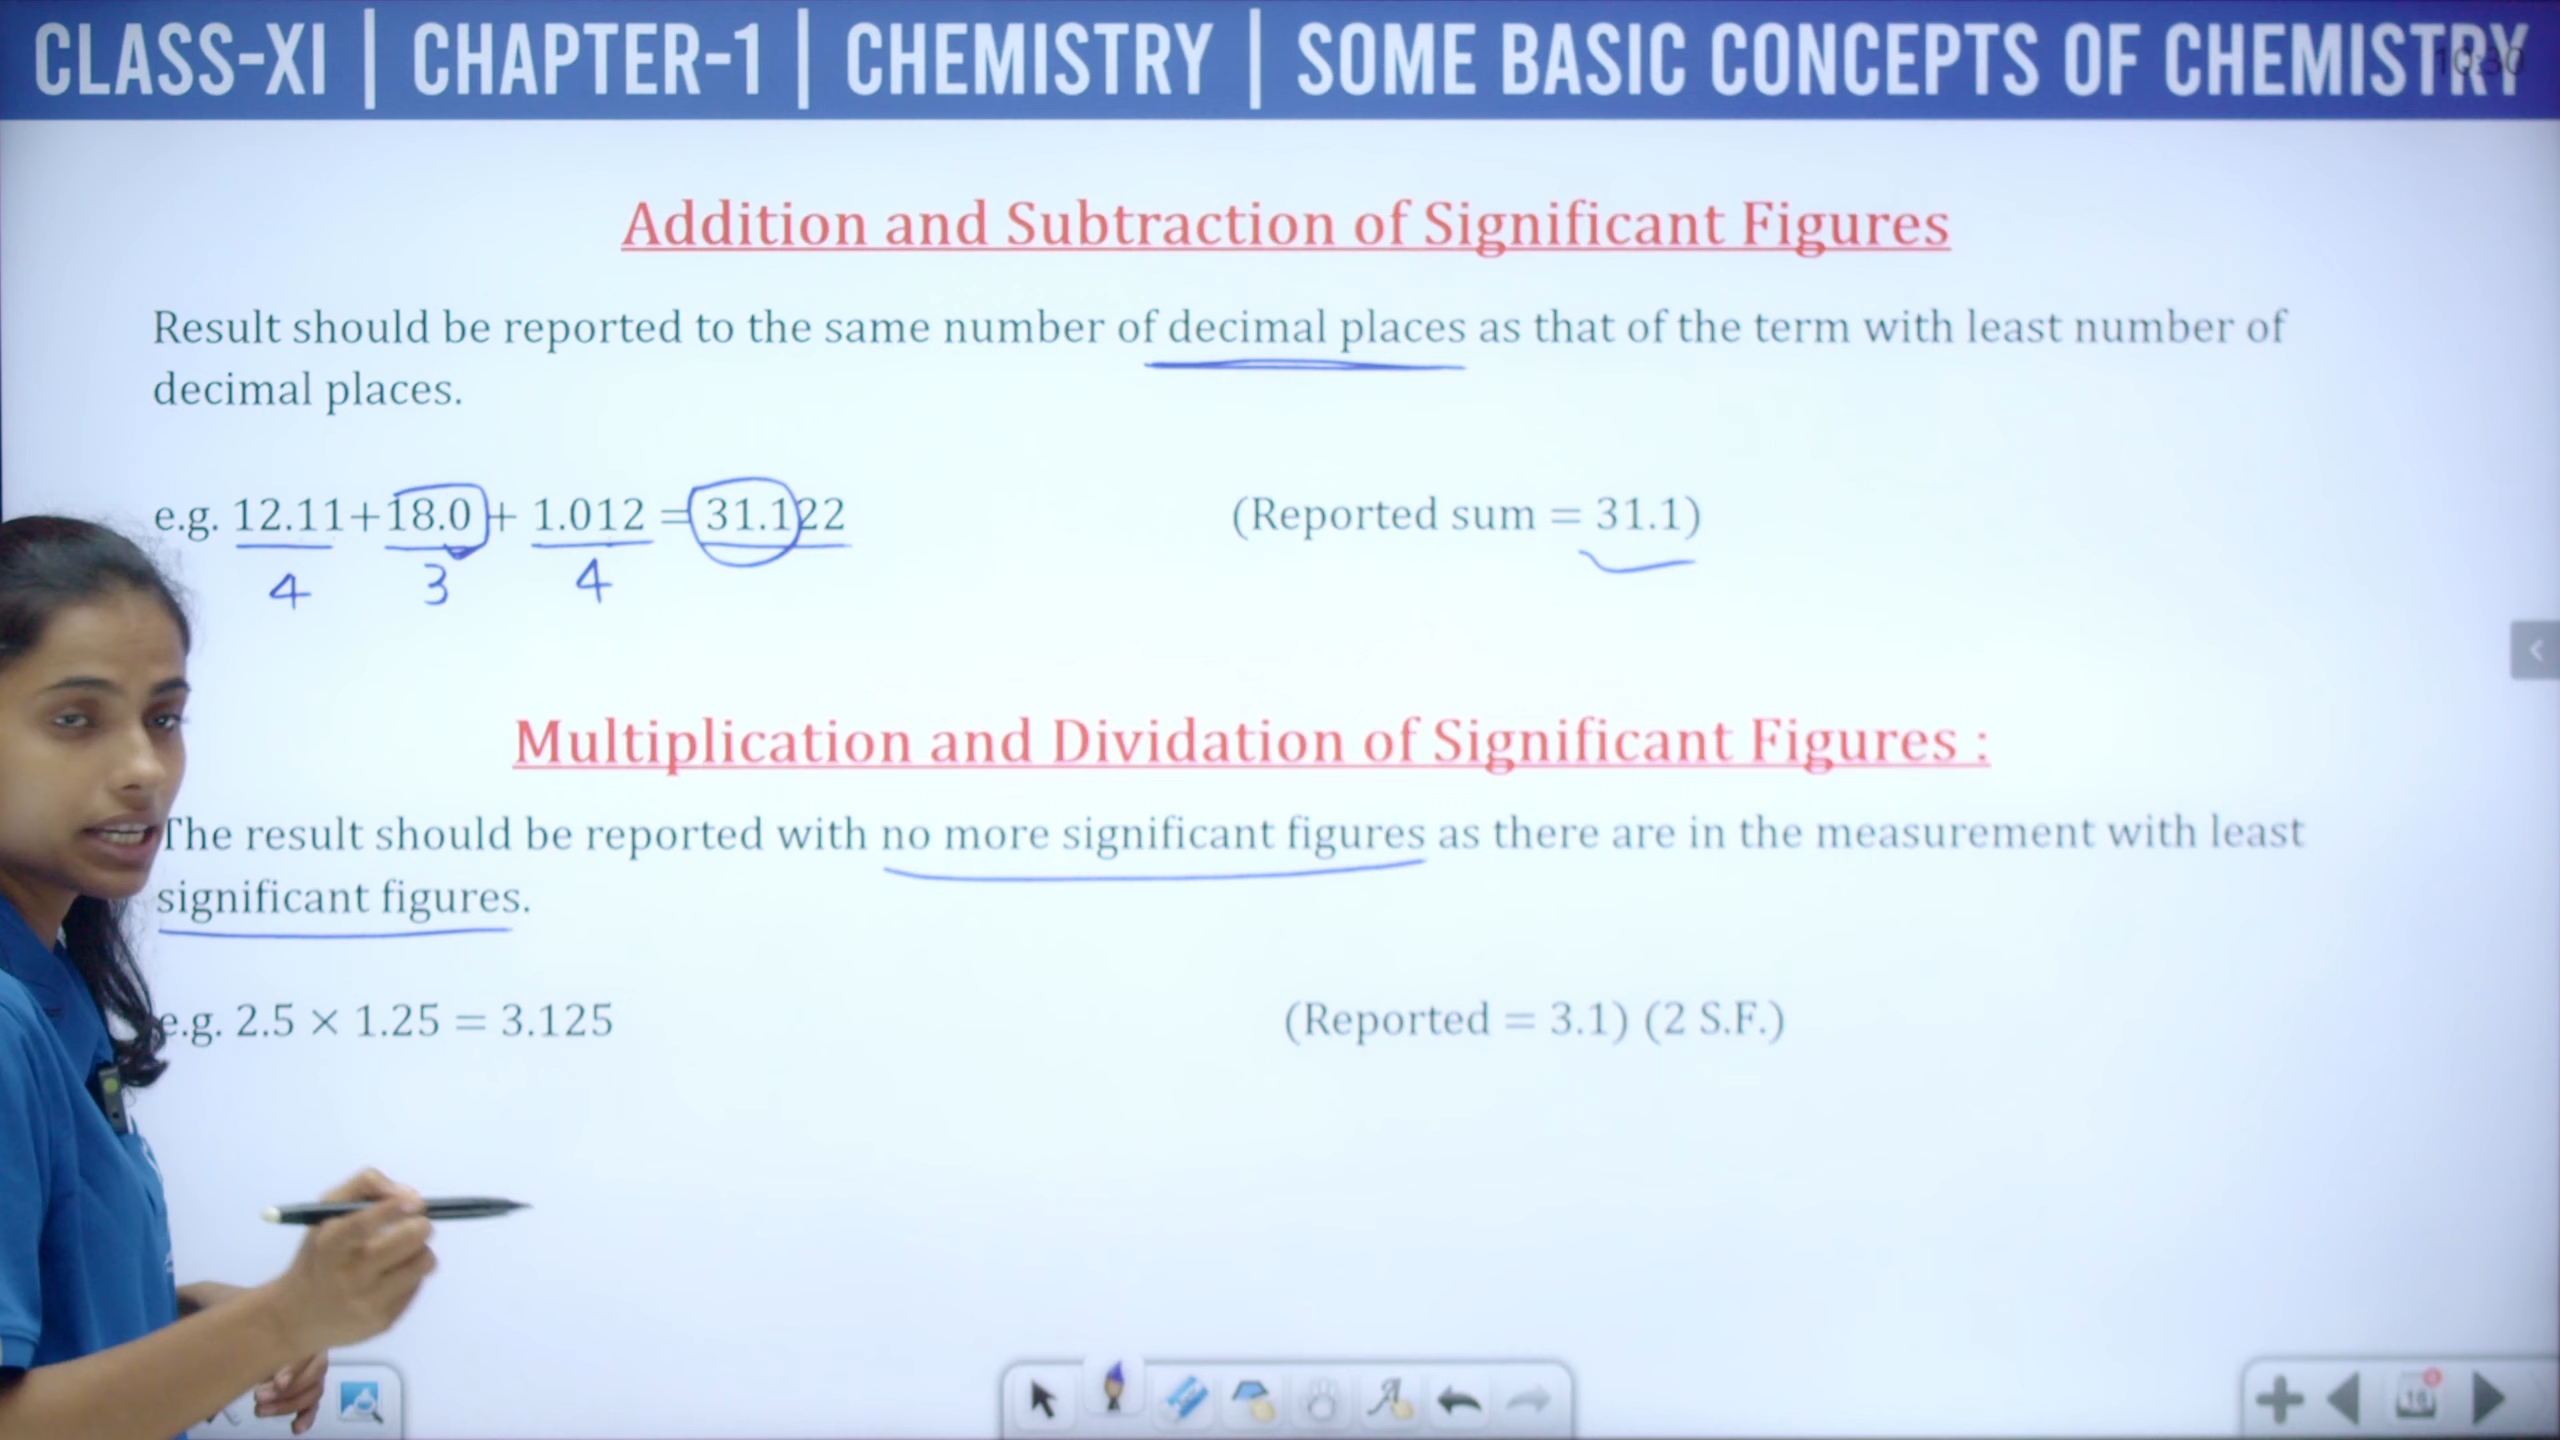 CLASS-XI | CHAPTER-1 | CHEMISTRY | SOME BASIC CONCEPTS OF CHEMISTRY
10:30
Addition and Subtraction of Significant Figures
Result should be reported to the same number of decimal places as that of the term with least number of
decimal places.
e.g. 12.11+18.0 + 1.012 = 31.122 (Reported sum = 31.1)
4 3 4
Multiplication and Dividation of Significant Figures :
The result should be reported with no more significant figures as there are in the measurement with least
significant figures.
e.g. 2.5 × 1.25 = 3.125 (Reported = 3.1) (2 S.F.)
16